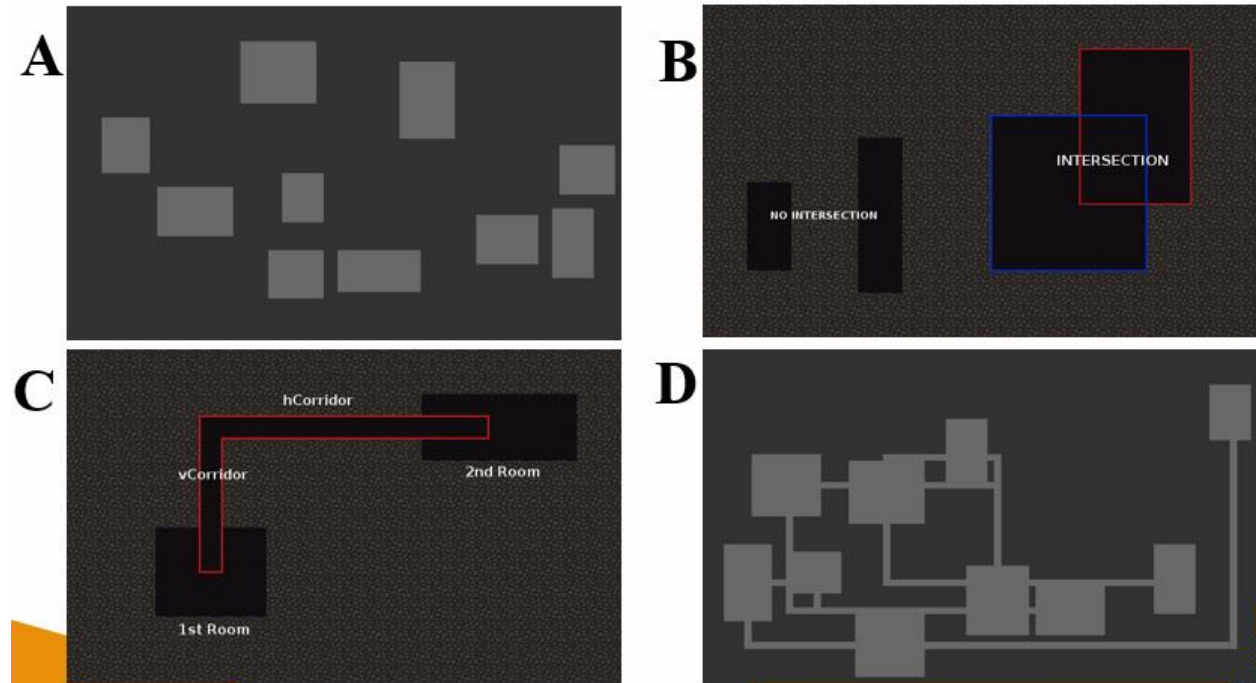 A
B
INTERSECTION
NO INTERSECTION
C
hCorridor
vCorridor
2nd Room
1st Room
D